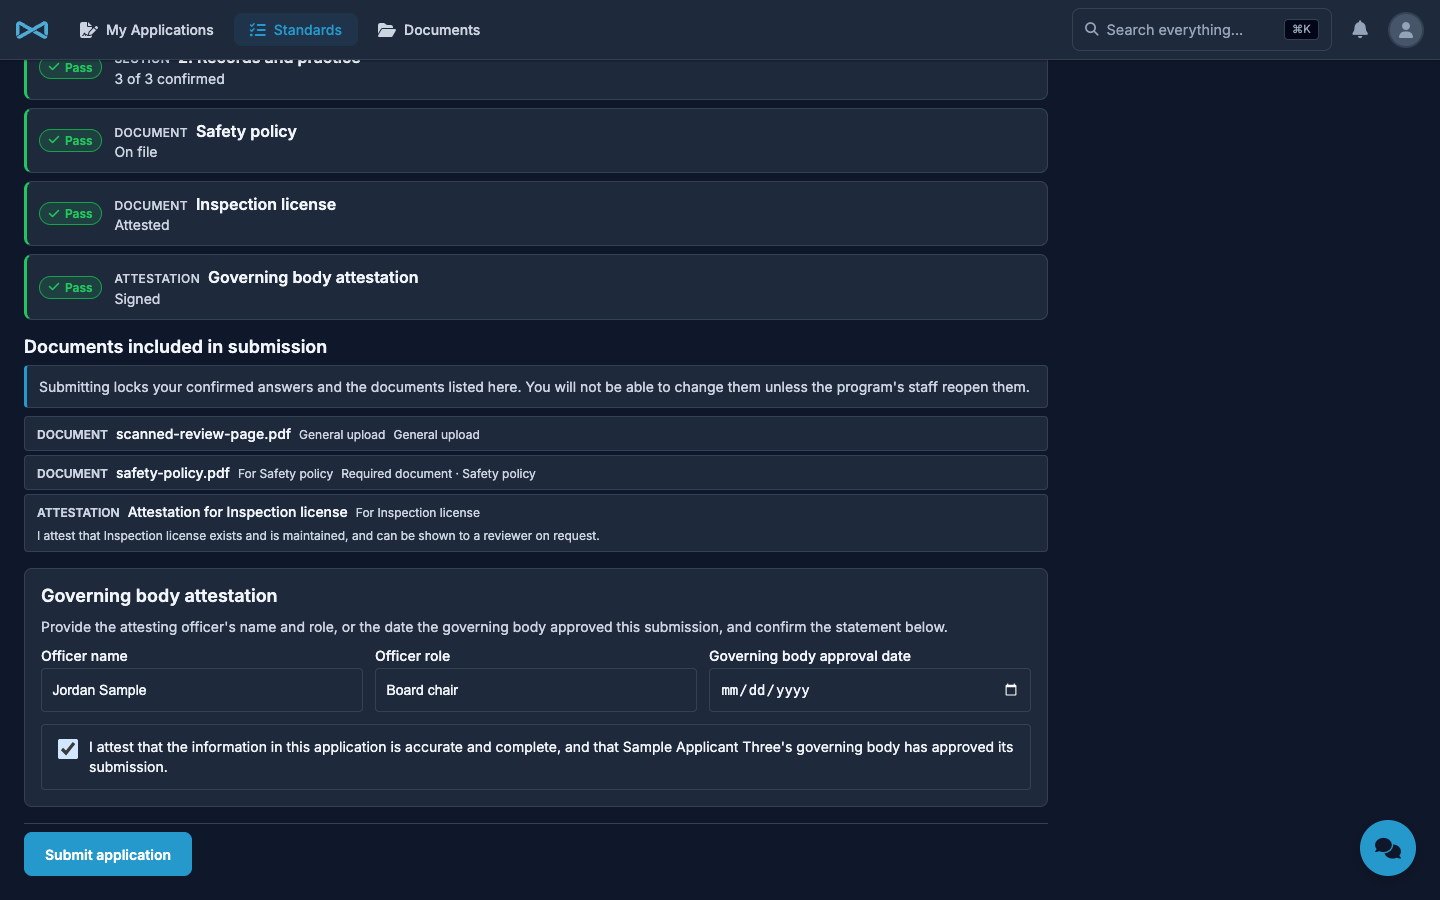 My Applications
Standards
Documents
Search everything...
⌘K
Pass
SECTION 2. Records and practice
3 of 3 confirmed
Pass
DOCUMENT Safety policy
On file
Pass
DOCUMENT Inspection license
Attested
Pass
ATTESTATION Governing body attestation
Signed
Documents included in submission
Submitting locks your confirmed answers and the documents listed here. You will not be able to change them unless the program's staff reopen them.
DOCUMENT scanned-review-page.pdf General upload General upload
DOCUMENT safety-policy.pdf For Safety policy Required document · Safety policy
ATTESTATION Attestation for Inspection license For Inspection license
I attest that Inspection license exists and is maintained, and can be shown to a reviewer on request.
Governing body attestation
Provide the attesting officer's name and role, or the date the governing body approved this submission, and confirm the statement below.
Officer name
Officer role
Governing body approval date
Jordan Sample
Board chair
mm/dd/yyyy
I attest that the information in this application is accurate and complete, and that Sample Applicant Three's governing body has approved its
submission.
Submit application